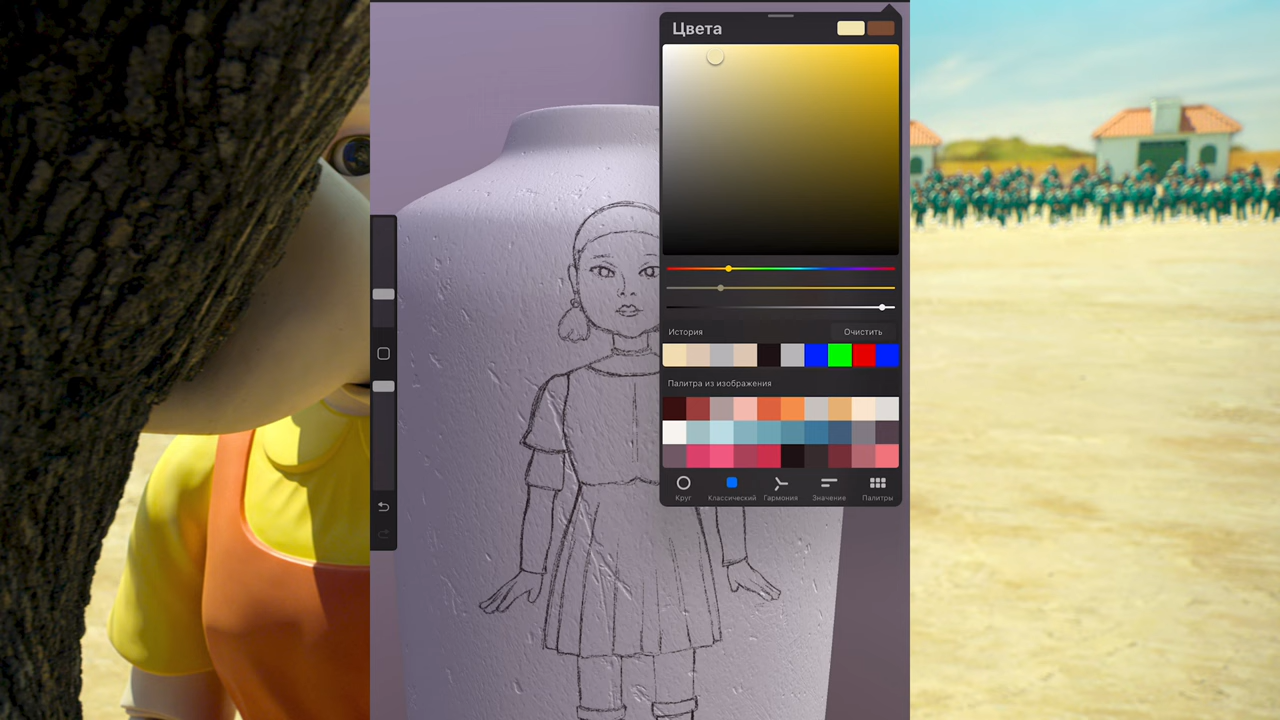 Цвета
История
Очистить
Палитра из изображения
Круг
Классический
Гармония
Значение
Палитры